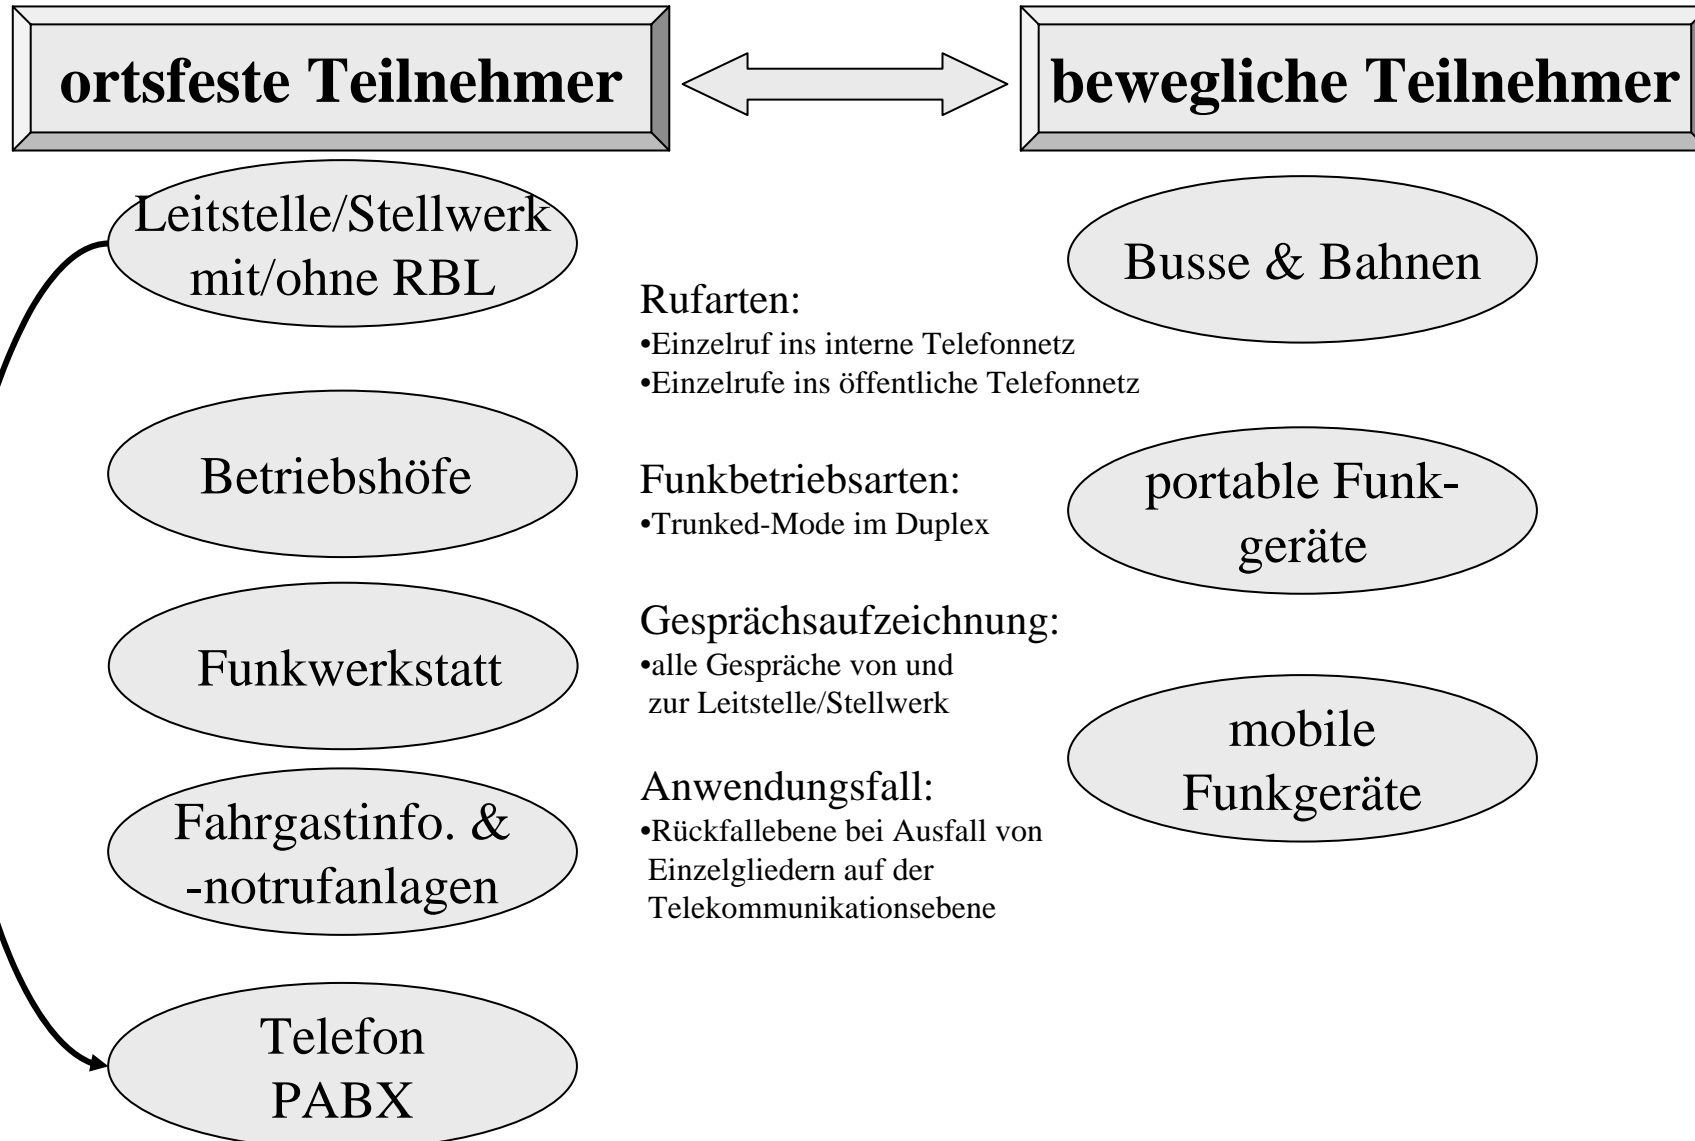 ortsfeste Teilnehmer
bewegliche Teilnehmer
Leitstelle/Stellwerk
mit/ohne RBL
Betriebshöfe
Funkwerkstatt
Fahrgastinfo. &
-notrufanlagen
Telefon
PABX
Rufarten:
•Einzelruf ins interne Telefonnetz
•Einzelrufe ins öffentliche Telefonnetz
Funkbetriebsarten:
•Trunked-Mode im Duplex
Gesprächsaufzeichnung:
•alle Gespräche von und
zur Leitstelle/Stellwerk
Anwendungsfall:
•Rückfallebene bei Ausfall von
Einzelgliedern auf der
Telekommunikationsebene
Busse & Bahnen
portable Funk-
geräte
mobile
Funkgeräte